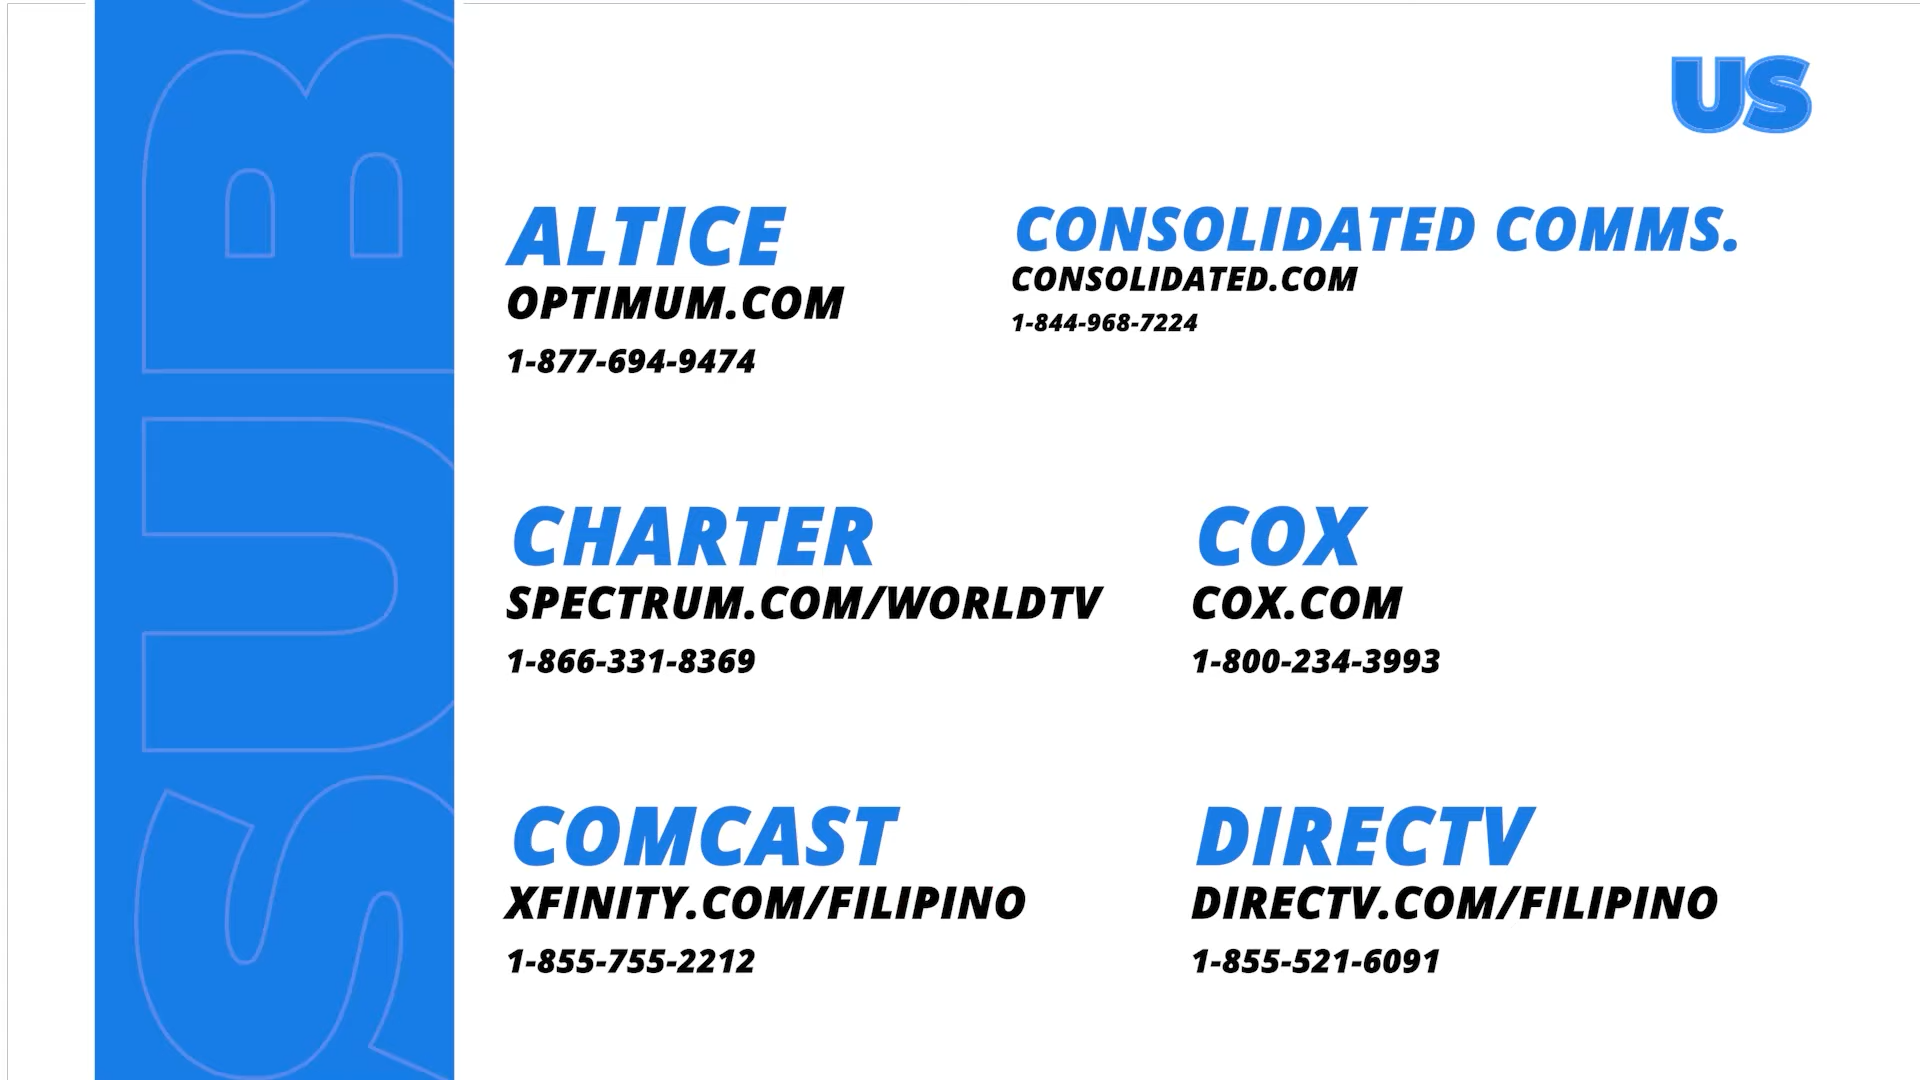 SUB
US
ALTICE
OPTIMUM.COM
1-877-694-9474
CONSOLIDATED COMMS.
CONSOLIDATED.COM
1-844-968-7224
CHARTER
SPECTRUM.COM/WORLDTV
1-866-331-8369
COX
COX.COM
1-800-234-3993
COMCAST
XFINITY.COM/FILIPINO
1-855-755-2212
DIRECTV
DIRECTV.COM/FILIPINO
1-855-521-6091